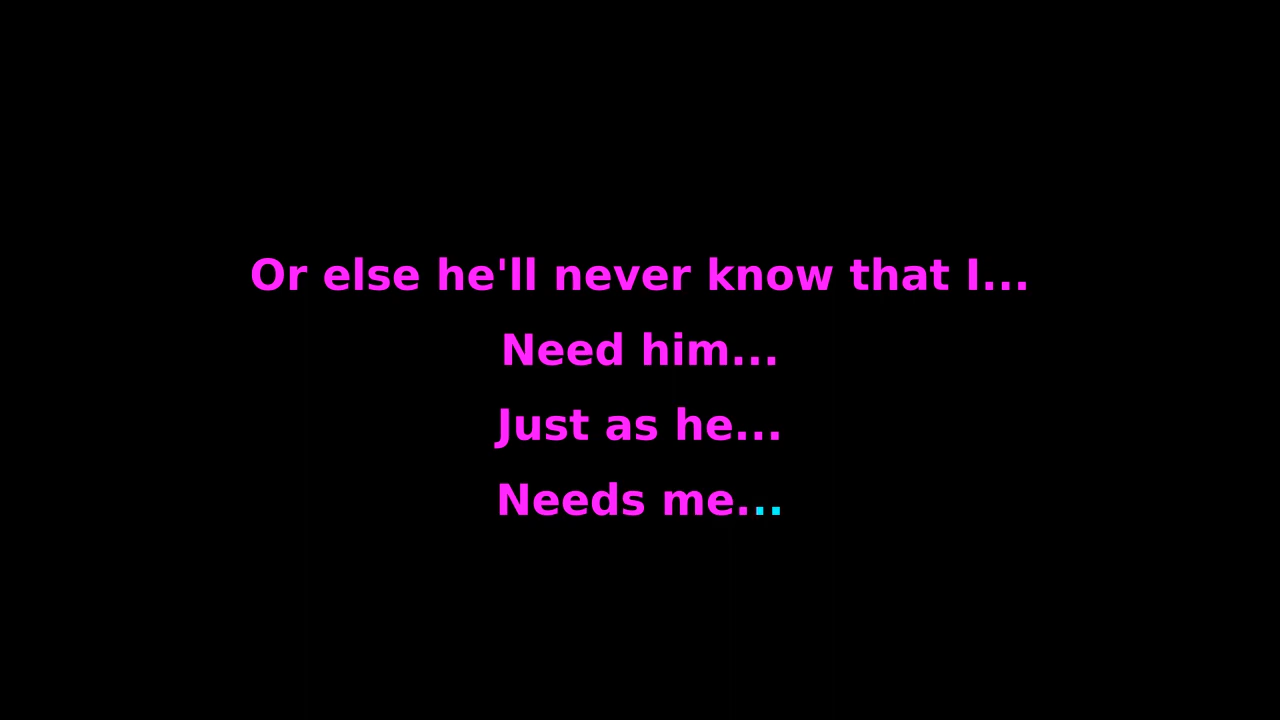 Or else he'll never know that I...
Need him...
Just as he...
Needs me...